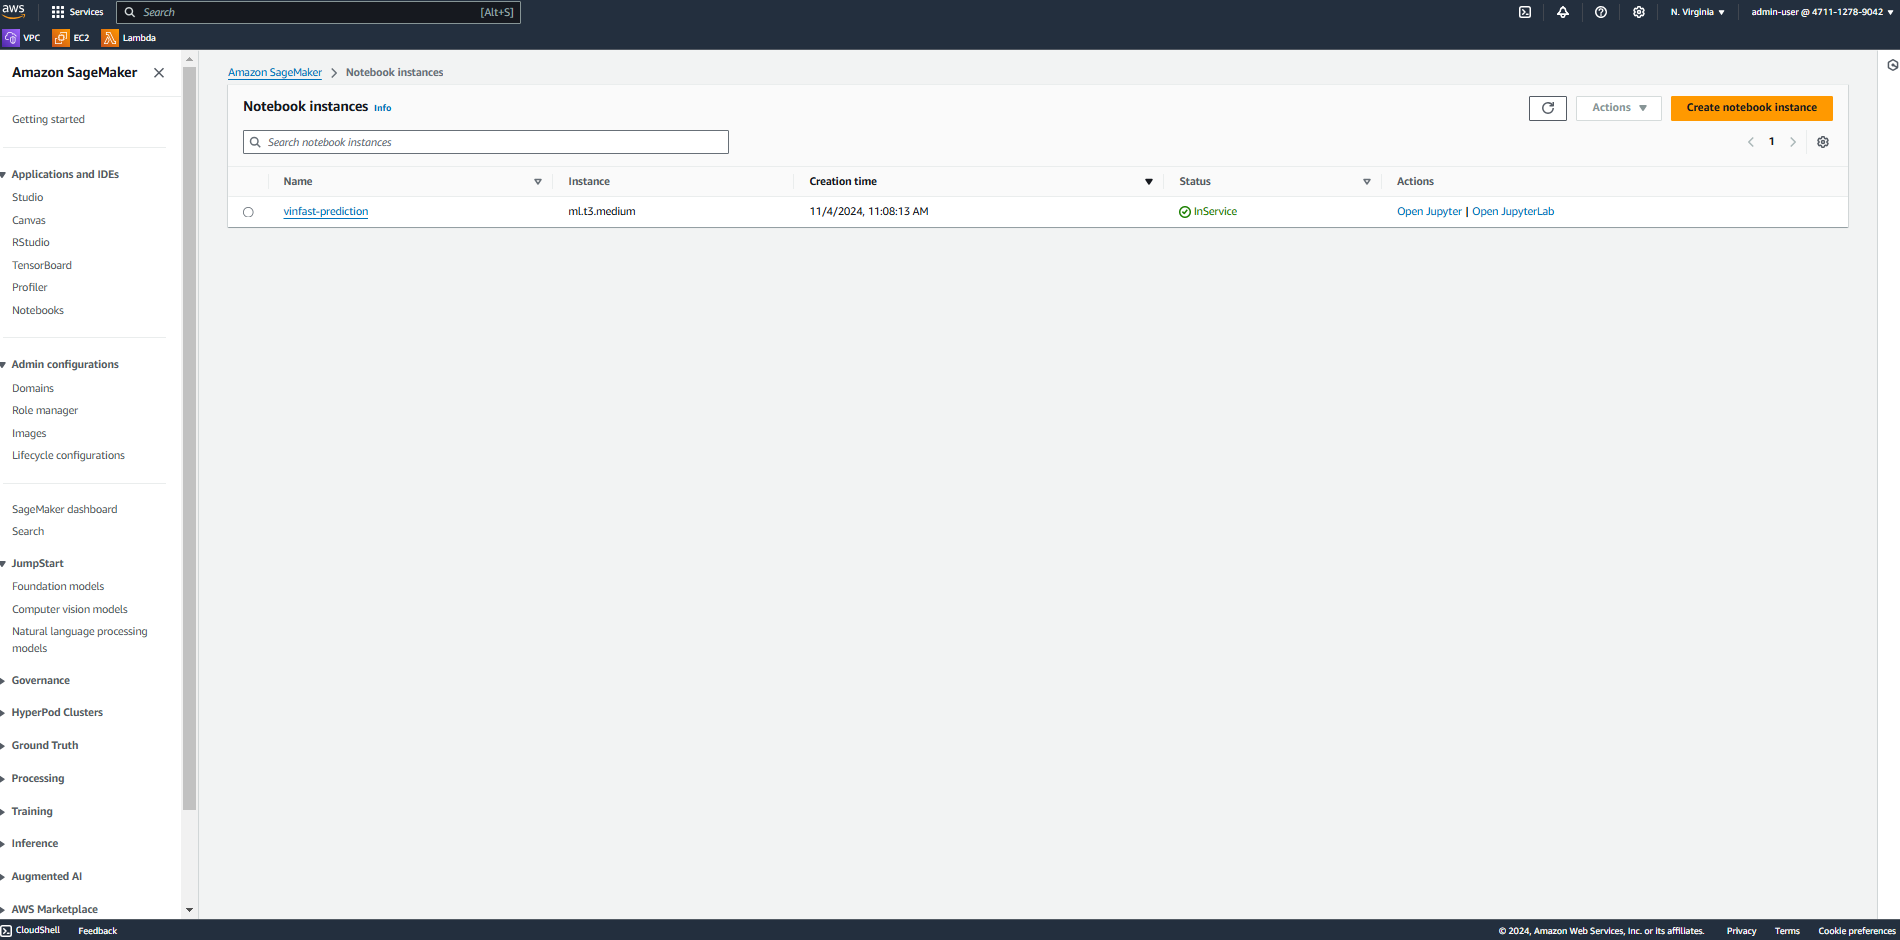 aws
Services
Search
[Alt+S]
N. Virginia
admin-user @ 4711-1278-9042
VPC
EC2
Lambda
Amazon SageMaker
Getting started
Applications and IDEs
Studio
Canvas
RStudio
TensorBoard
Profiler
Notebooks
Admin configurations
Domains
Role manager
Images
Lifecycle configurations
SageMaker dashboard
Search
JumpStart
Foundation models
Computer vision models
Natural language processing
models
Governance
HyperPod Clusters
Ground Truth
Processing
Training
Inference
Augmented AI
AWS Marketplace
Amazon SageMaker > Notebook instances
Notebook instances Info
Actions
Create notebook instance
Search notebook instances
1
Name Instance Creation time Status Actions
vinfast-prediction ml.t3.medium 11/4/2024, 11:08:13 AM InService Open Jupyter | Open JupyterLab
CloudShell Feedback
© 2024, Amazon Web Services, Inc. or its affiliates. Privacy Terms Cookie preferences